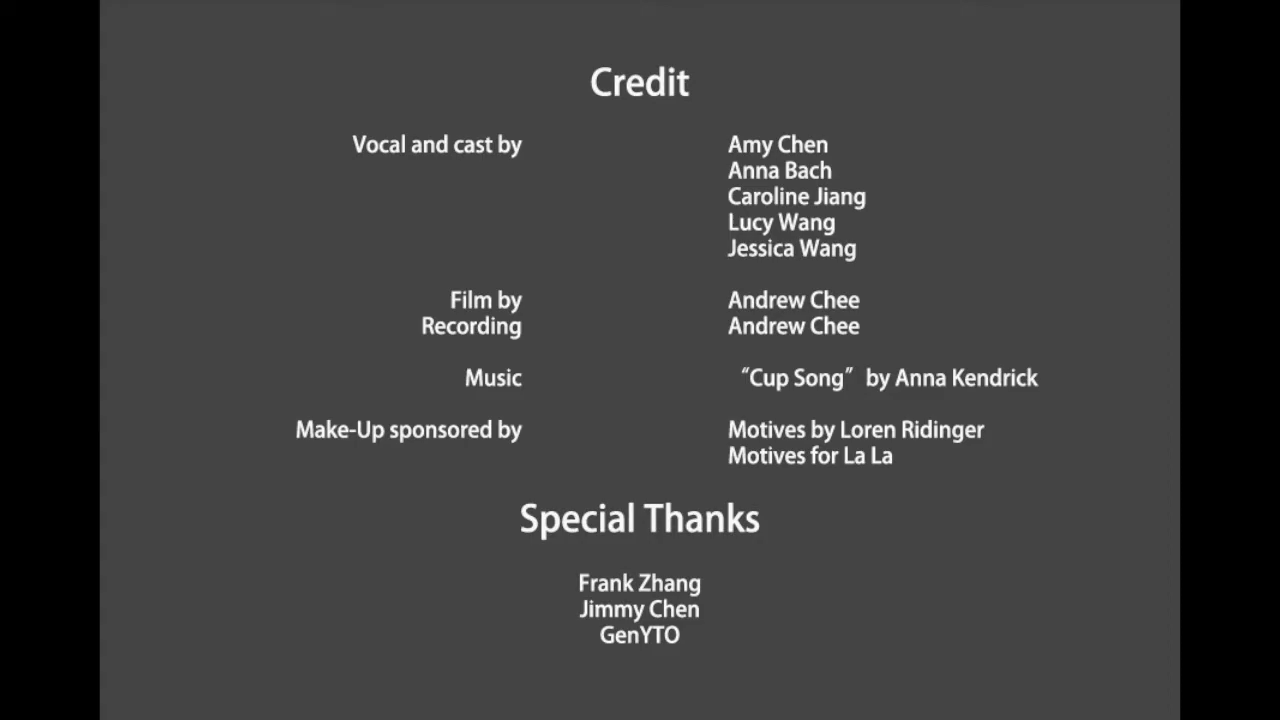 Credit
Vocal and cast by Amy Chen
Anna Bach
Caroline Jiang
Lucy Wang
Jessica Wang
Film by Andrew Chee
Recording Andrew Chee
Music “Cup Song” by Anna Kendrick
Make-Up sponsored by Motives by Loren Ridinger
Motives for La La
Special Thanks
Frank Zhang
Jimmy Chen
GenYTO